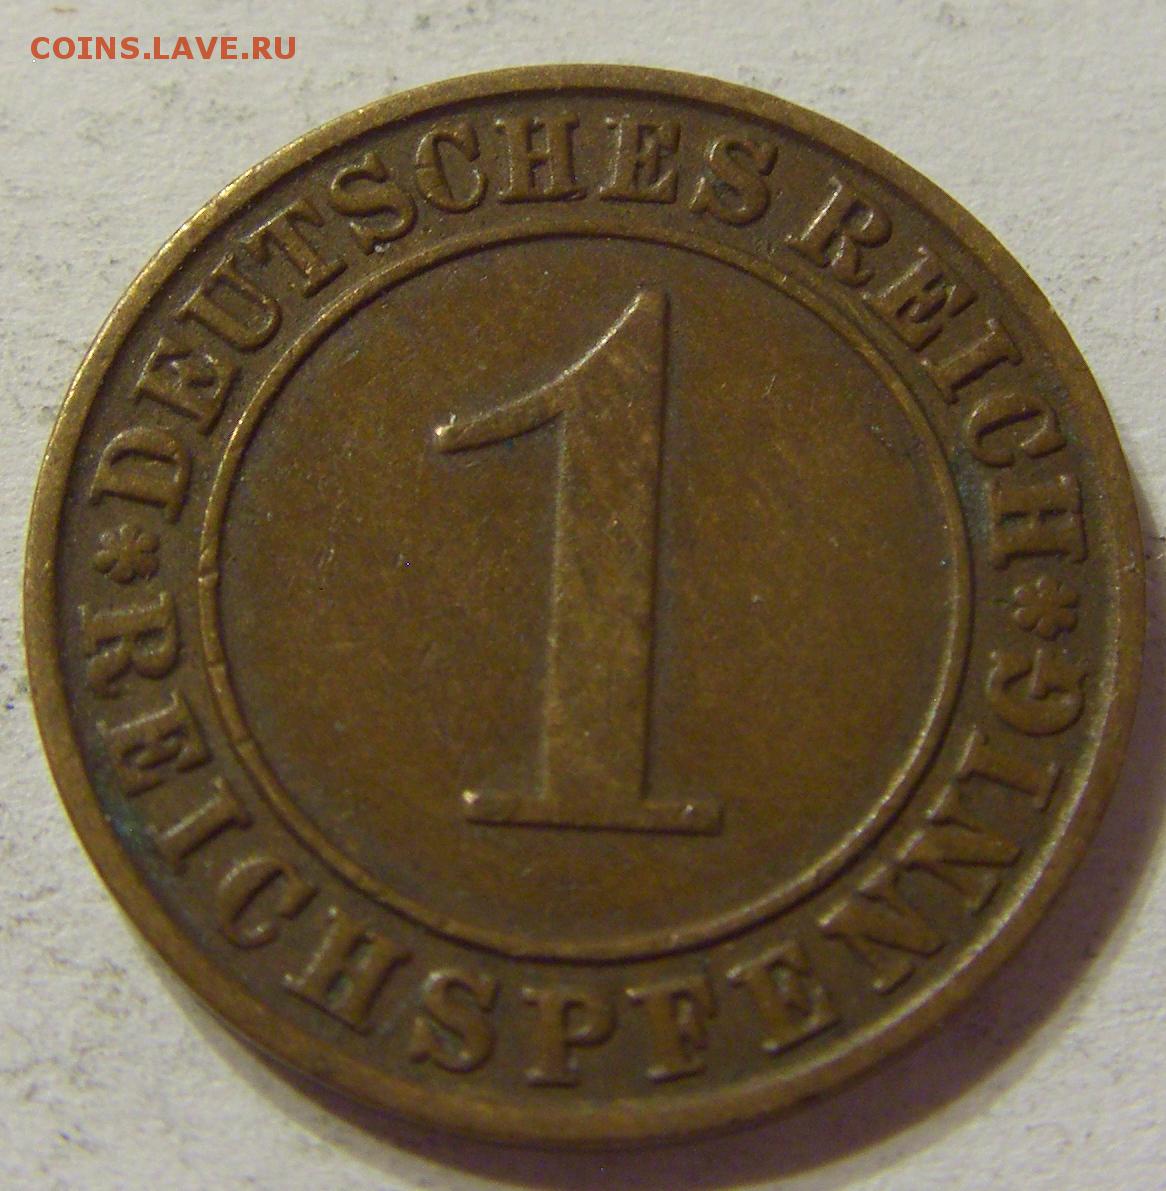 COINS.LAVE.RU
DEUTSCHES REICH
1
REICHSPFENNIG